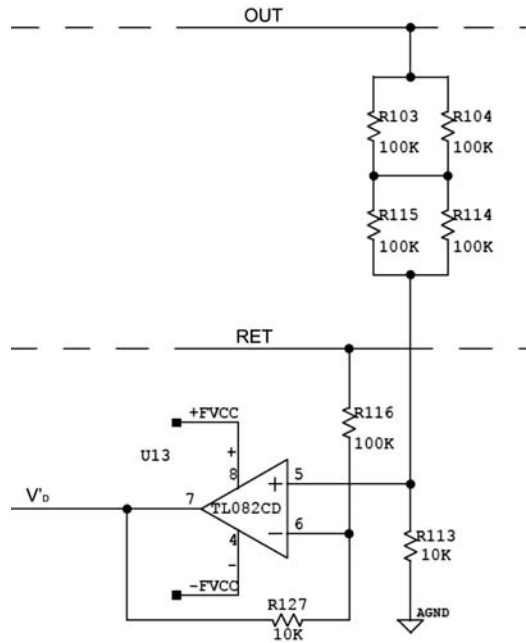 OUT
R103 R104
100K 100K
R115 R114
100K 100K
RET
+FVCC
R116
100K
U13
+
8
V'D
7
TL082CD
+
5
4
−
6
−
R113
10K
−FVCC
R127
10K
AGND